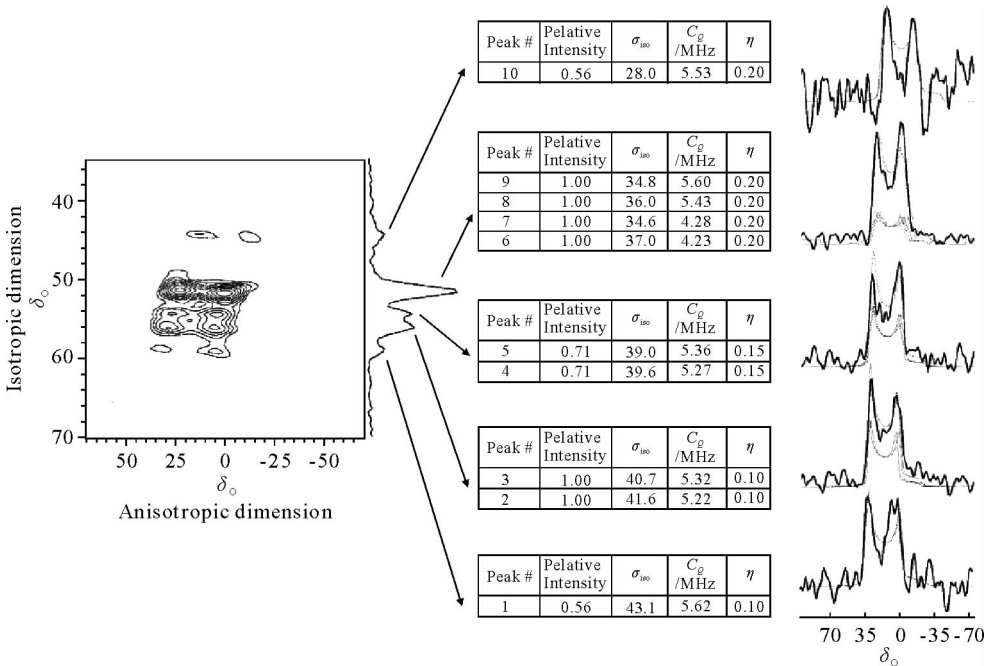 Peak # Pelative Intensity σiso CQ /MHz η
10 0.56 28.0 5.53 0.20
Peak # Pelative Intensity σiso CQ /MHz η
9 1.00 34.8 5.60 0.20
8 1.00 36.0 5.43 0.20
7 1.00 34.6 4.28 0.20
6 1.00 37.0 4.23 0.20
5 0.71 39.0 5.36 0.15
4 0.71 39.6 5.27 0.15
Peak # Pelative Intensity σiso CQ /MHz η
3 1.00 40.7 5.32 0.10
2 1.00 41.6 5.22 0.10
Peak # Pelative Intensity σiso CQ /MHz η
1 0.56 43.1 5.62 0.10
Isotropic dimension
δO
40
50
60
70
50 25 0 -25 -50
δO
Anisotropic dimension
70 35 0 -35 -70
δO